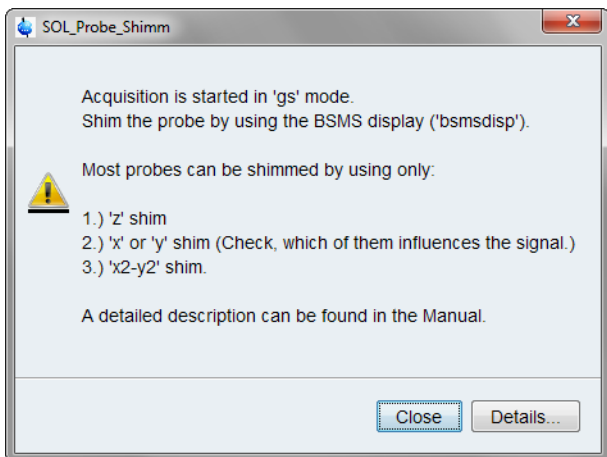 SOL_Probe_Shimm
Acquisition is started in 'gs' mode.
Shim the probe by using the BSMS display ('bsmsdisp').
Most probes can be shimmed by using only:
1.) 'z' shim
2.) 'x' or 'y' shim (Check, which of them influences the signal.)
3.) 'x2-y2' shim.
A detailed description can be found in the Manual.
Close
Details...